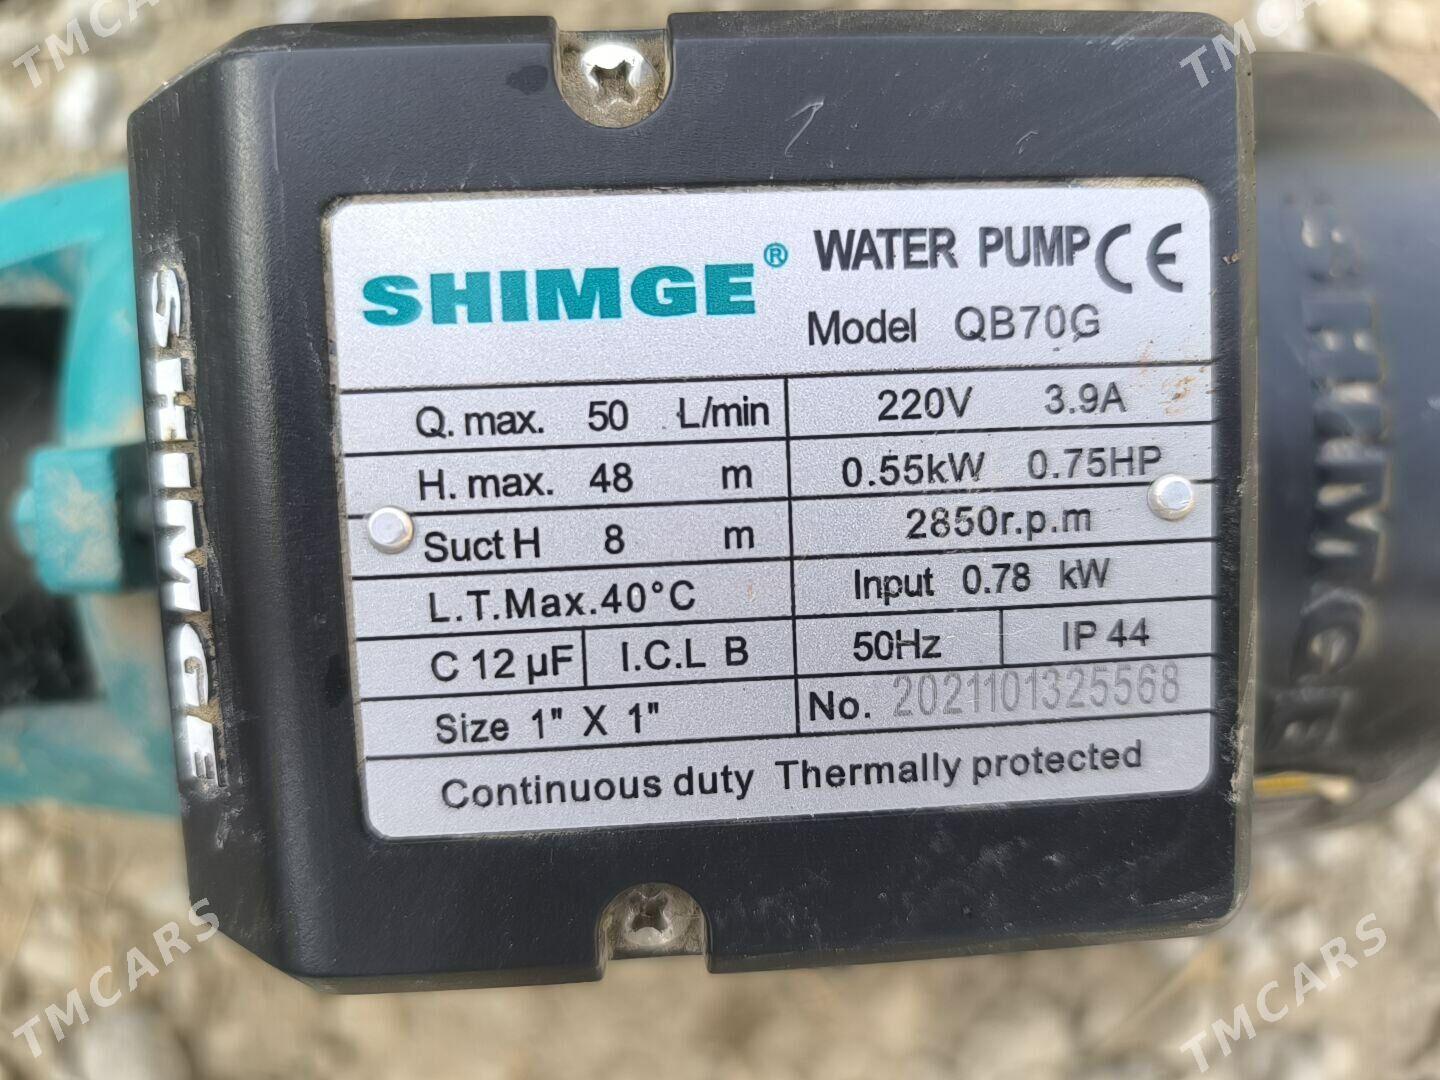 TMCARS
TMCARS
SHIMGE
SHIMGE® WATER PUMP CE
Model QB70G
Q. max. 50 L/min 220V 3.9A
H. max. 48 m 0.55kW 0.75HP
Suct H 8 m 2850r.p.m
L.T.Max.40°C Input 0.78 kW
C 12 µF I.C.L B 50Hz IP 44
Size 1" X 1" No. 2021101325568
Continuous duty Thermally protected
SHIMGE
TMCARS
TMCARS